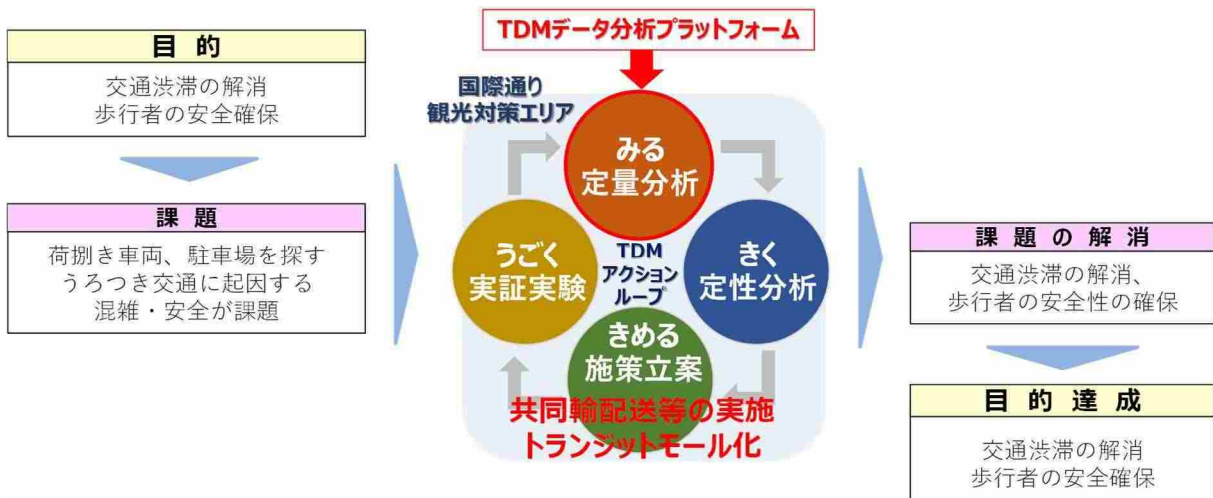 目的
交通渋滞の解消
歩行者の安全確保
課題
荷捌き車両、駐車場を探す
うろつき交通に起因する
混雑・安全が課題
TDMデータ分析プラットフォーム
国際通り
観光対策エリア
みる
定量分析
きく
定性分析
うごく
実証実験
TDM
アクション
ループ
きめる
施策立案
共同輸配送等の実施
トランジットモール化
課題の解消
交通渋滞の解消、
歩行者の安全性の確保
目的達成
交通渋滞の解消
歩行者の安全確保